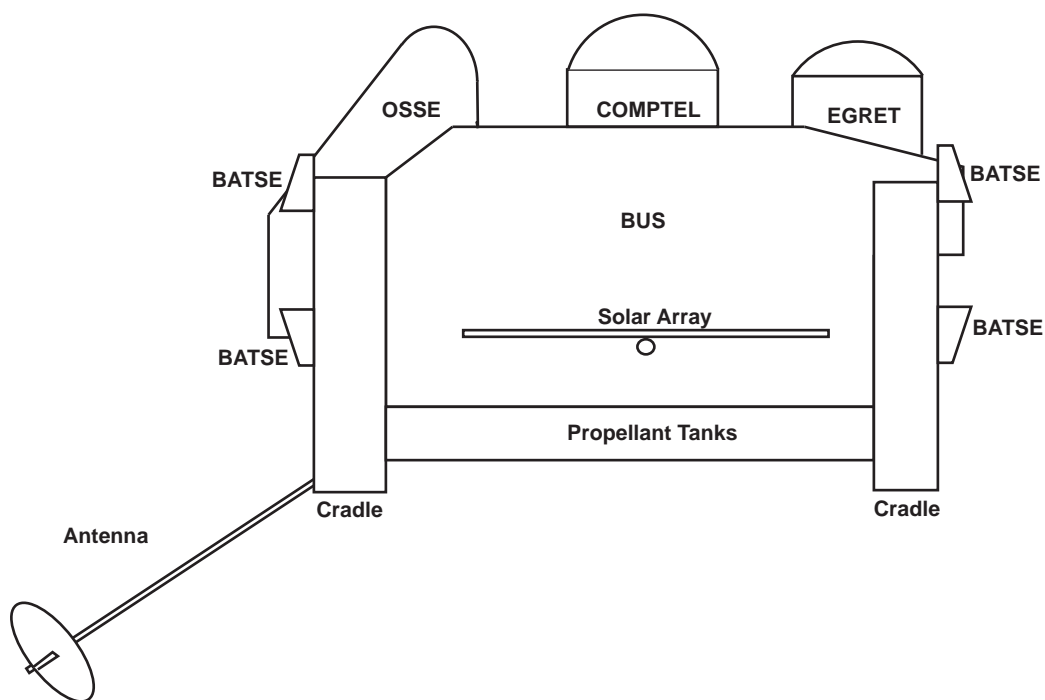 OSSE
COMPTEL
EGRET
BATSE
BATSE
BUS
Solar Array
BATSE
BATSE
Propellant Tanks
Cradle
Cradle
Antenna